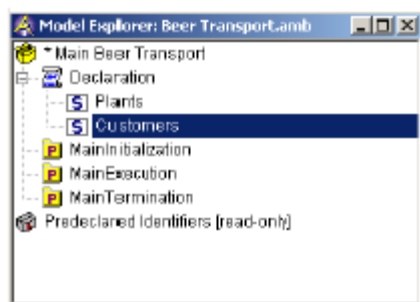 Model Explorer: Beer Transport.amb
* Main Beer Transport
Declaration
S Plants
S Customers
P MainInitialization
P MainExecution
P MainTermination
Predeclared Identifiers [read-only]